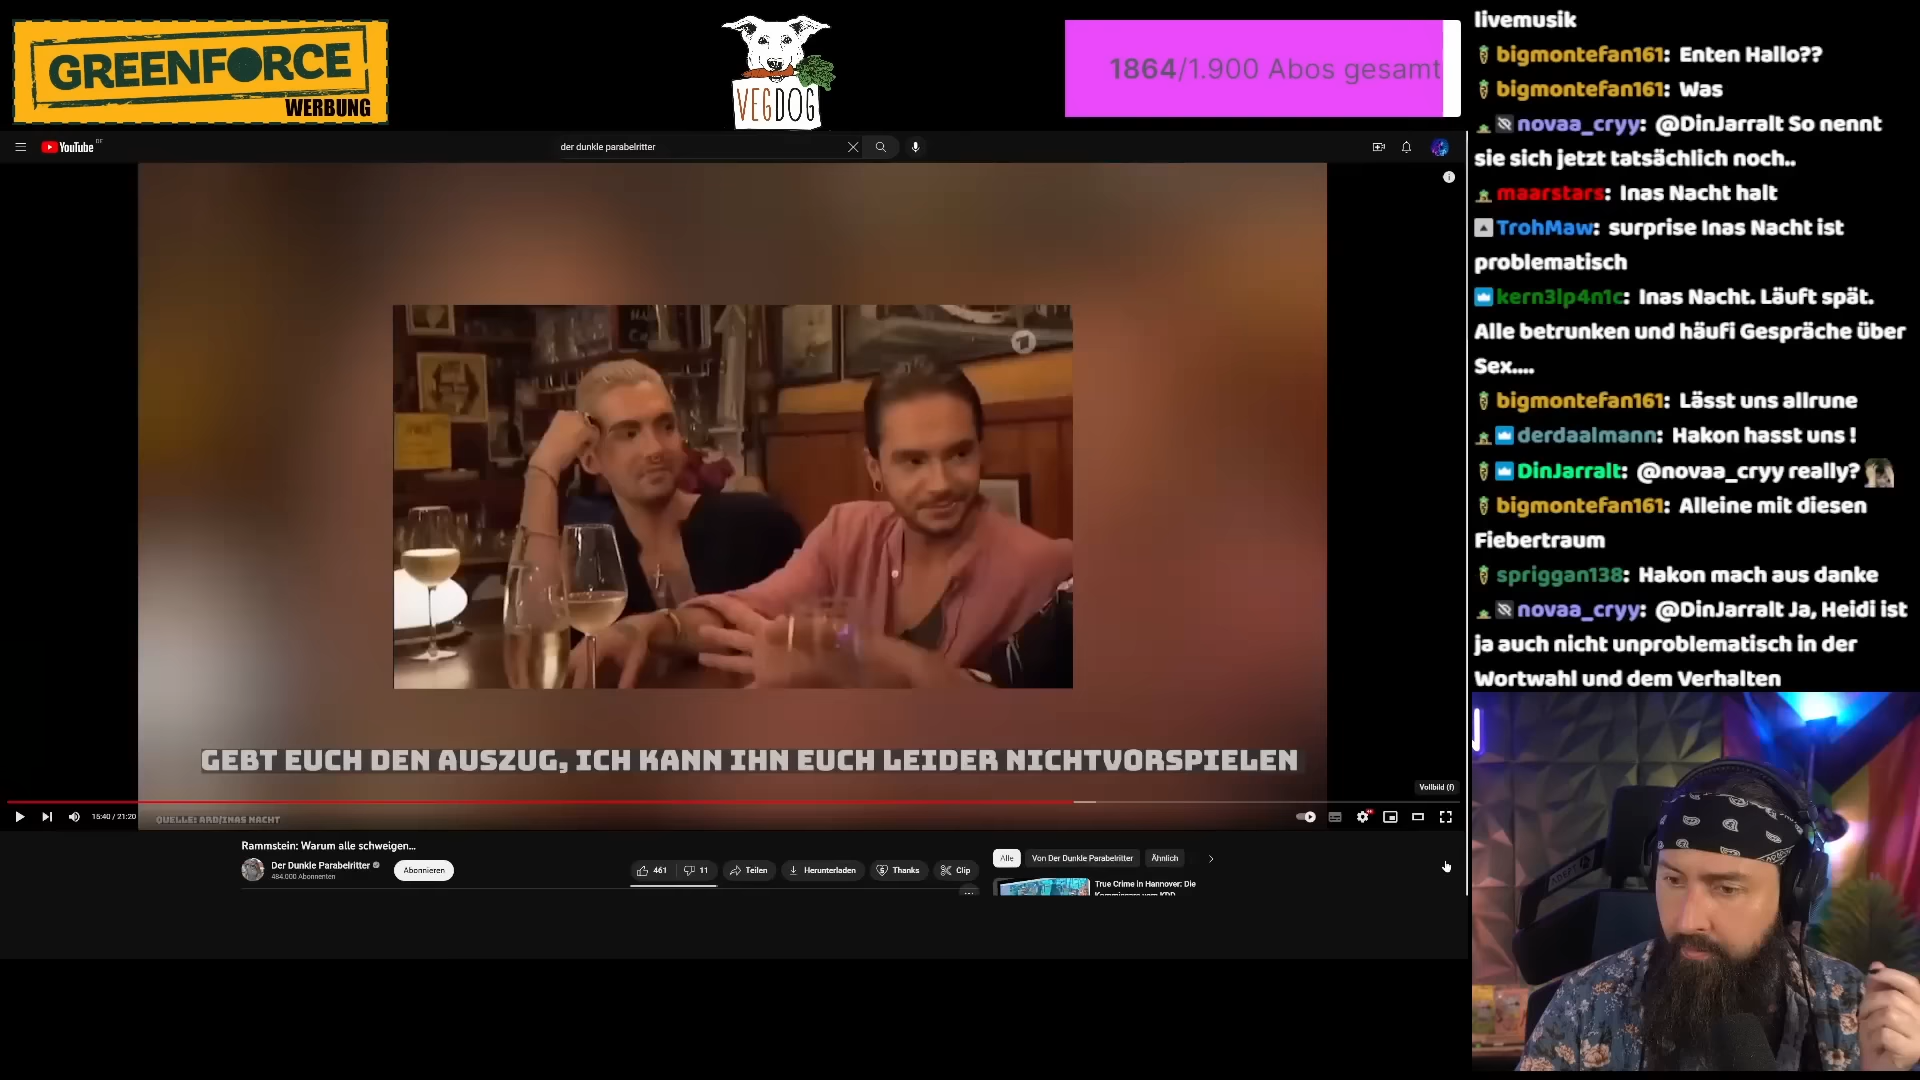 GREENFORCE
WERBUNG
VEGDOG
1864/1.900 Abos gesamt
YouTube DE
der dunkle parabelritter
GEBT EUCH DEN AUSZUG, ICH KANN IHN EUCH LEIDER NICHTVORSPIELEN
Vollbild (f)
15:40 / 21:20
QUELLE: ARD/INAS NACHT
Rammstein: Warum alle schweigen...
Der Dunkle Parabelritter
484.000 Abonnenten
Abonnieren
461
11
Teilen
Herunterladen
Thanks
Clip
Alle
Von Der Dunkle Parabelritter
Ähnlich
True Crime in Hannover: Die
livemusik
bigmontefan161: Enten Hallo??
bigmontefan161: Was
novaa_cryy: @DinJarralt So nennt
sie sich jetzt tatsächlich noch..
maarstars: Inas Nacht halt
TrohMaw: surprise Inas Nacht ist
problematisch
kern3lp4n1c: Inas Nacht. Läuft spät.
Alle betrunken und häufi Gespräche über
Sex....
bigmontefan161: Lässt uns allrune
derdaalmann: Hakon hasst uns !
DinJarralt: @novaa_cryy really?
bigmontefan161: Alleine mit diesen
Fiebertraum
spriggan138: Hakon mach aus danke
novaa_cryy: @DinJarralt Ja, Heidi ist
ja auch nicht unproblematisch in der
Wortwahl und dem Verhalten